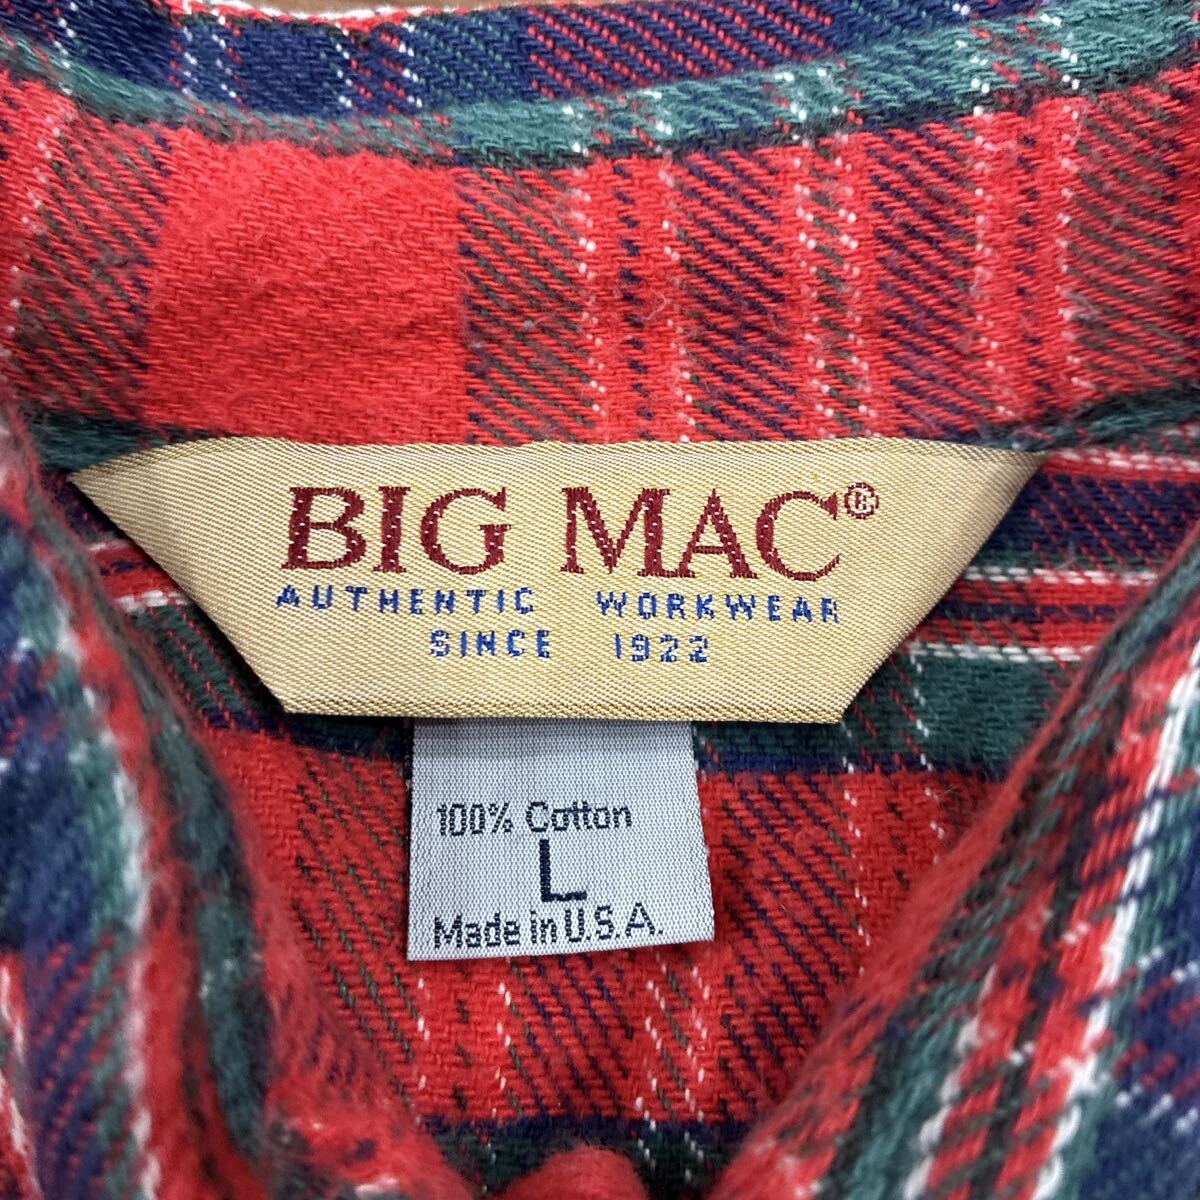 BIG MAC®
AUTHENTIC WORKWEAR
SINCE 1922
100% Cotton
L
Made in U.S.A.